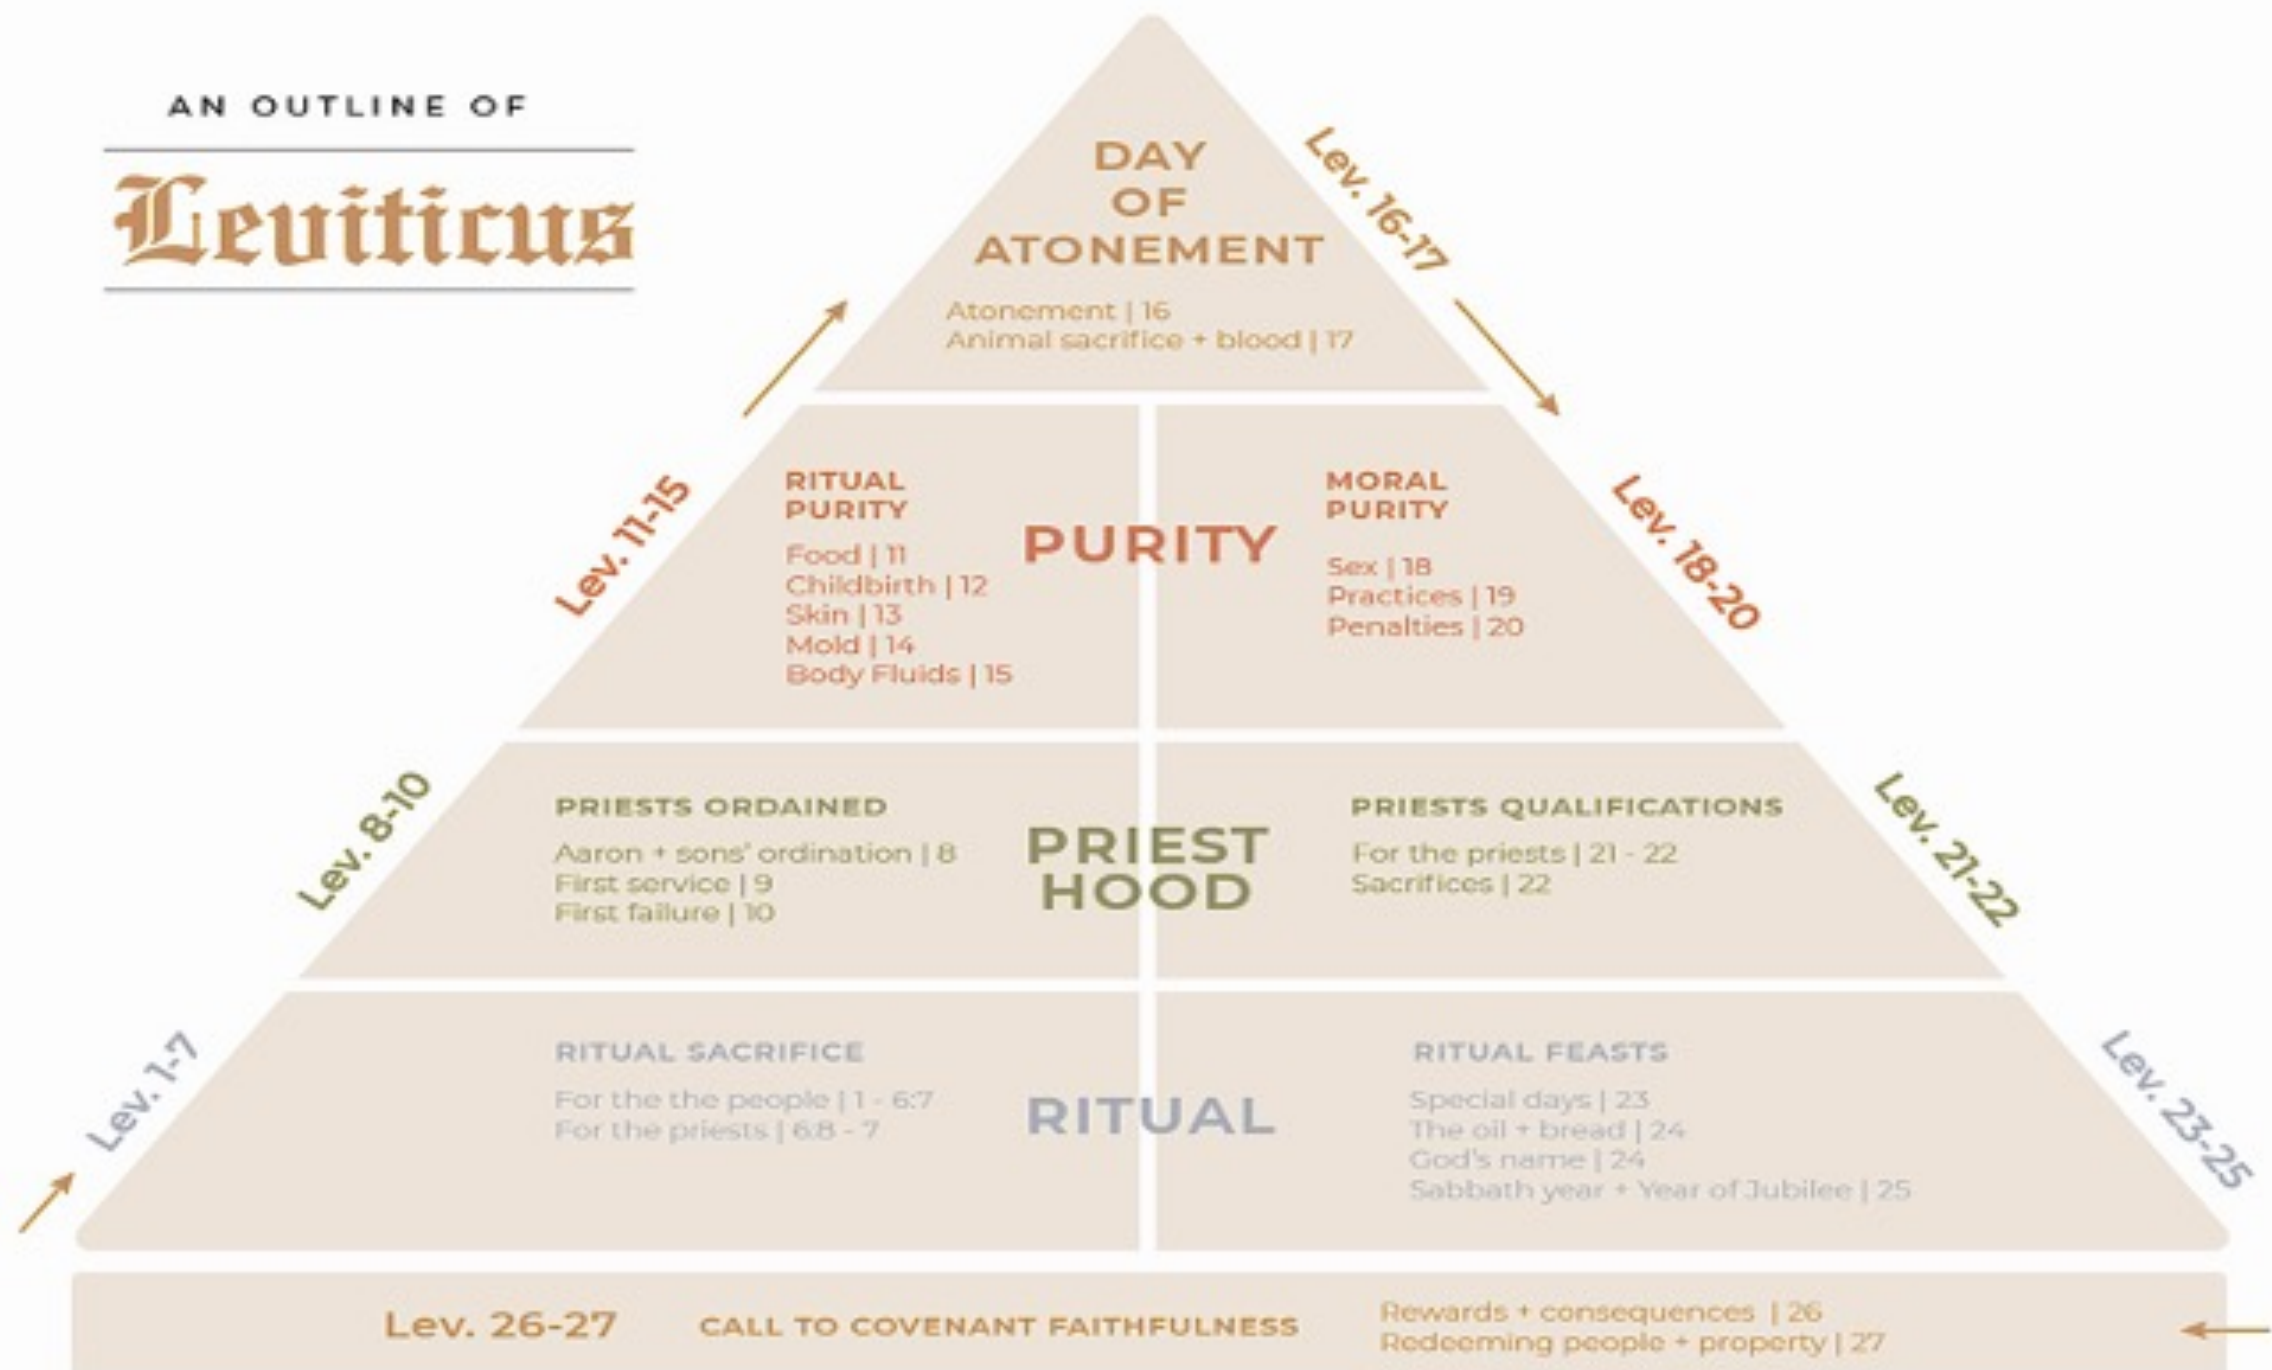 AN OUTLINE OF
Leviticus
DAY
OF
ATONEMENT
Atonement | 16
Animal sacrifice + blood | 17
Lev. 16-17
Lev. 11-15
RITUAL
PURITY
Food | 11
Childbirth | 12
Skin | 13
Mold | 14
Body Fluids | 15
PURITY
MORAL
PURITY
Sex | 18
Practices | 19
Penalties | 20
Lev. 18-20
Lev. 8-10
PRIESTS ORDAINED
Aaron + sons' ordination | 8
First service | 9
First failure | 10
PRIEST
HOOD
PRIESTS QUALIFICATIONS
For the priests | 21 - 22
Sacrifices | 22
Lev. 21-22
Lev. 1-7
RITUAL SACRIFICE
For the the people | 1 - 6:7
For the priests | 6:8 - 7
RITUAL
RITUAL FEASTS
Special days | 23
The oil + bread | 24
God's name | 24
Sabbath year + Year of Jubilee | 25
Lev. 23-25
Lev. 26-27
CALL TO COVENANT FAITHFULNESS
Rewards + consequences | 26
Redeeming people + property | 27